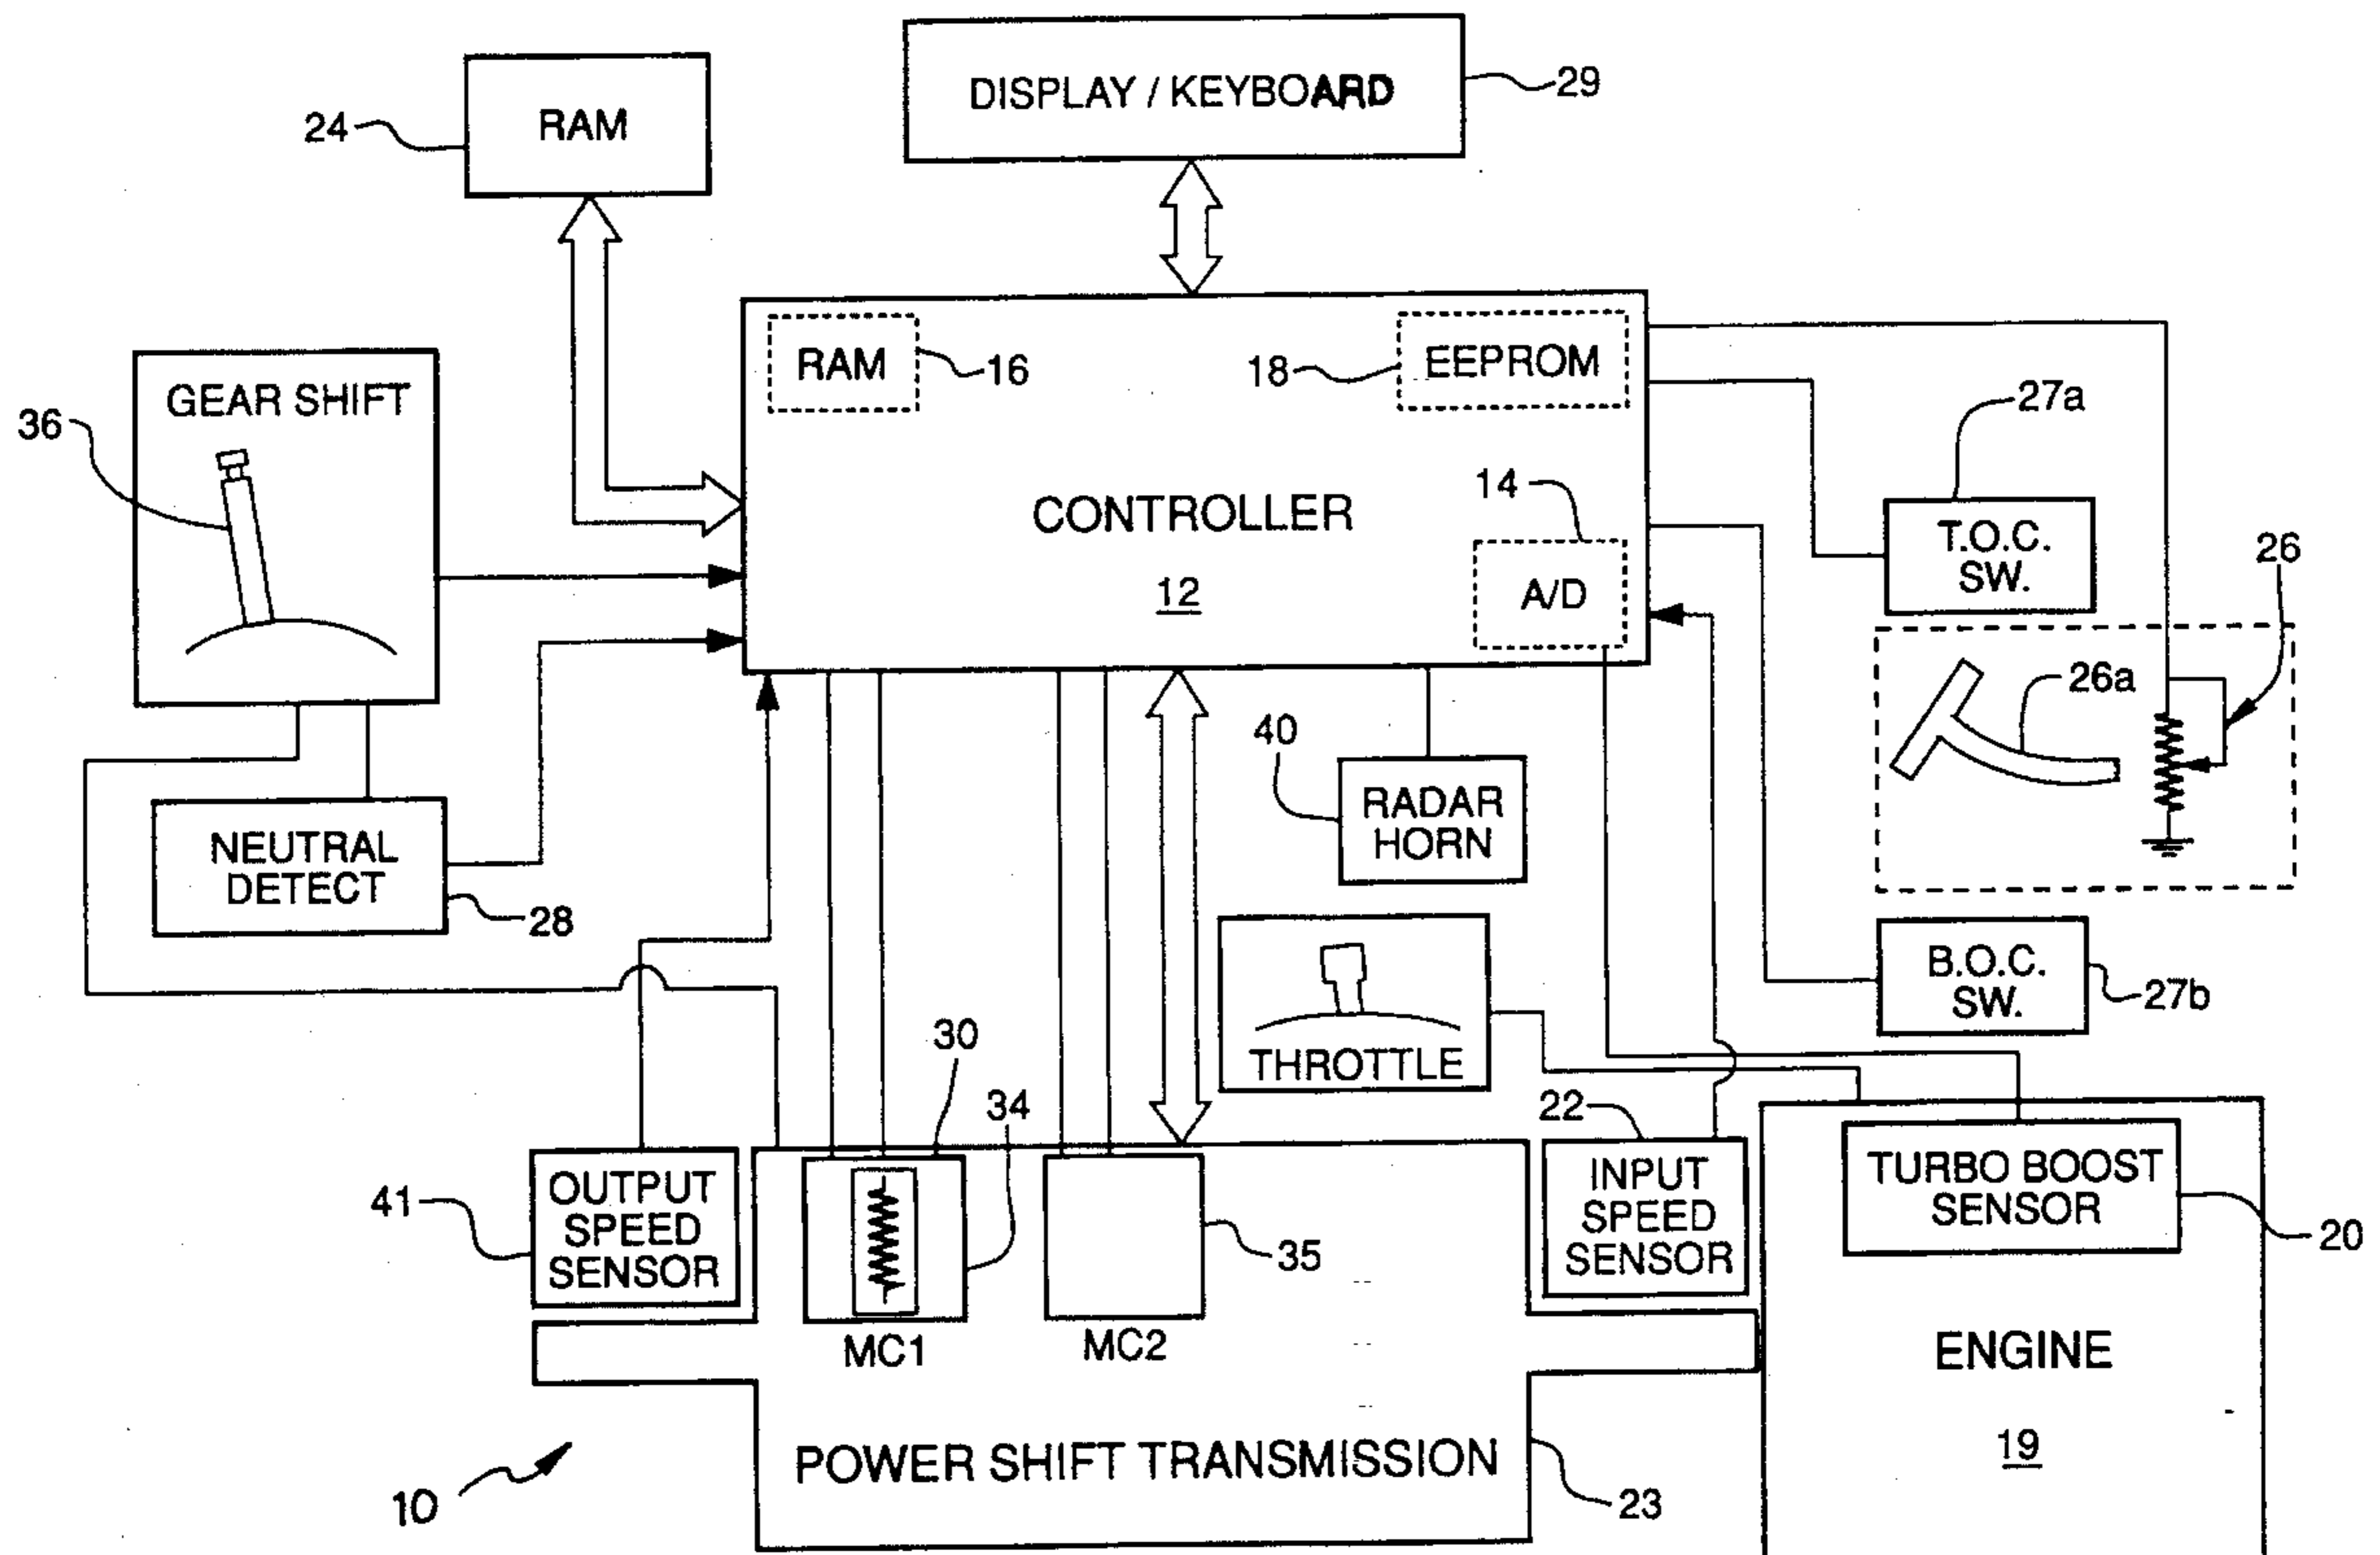 DISPLAY / KEYBOARD
29
RAM
24
RAM
16
18
EEPROM
GEAR SHIFT
36
27a
14
CONTROLLER
12
A/D
T.O.C.
SW.
26
26a
40
RADAR
HORN
NEUTRAL
DETECT
28
B.O.C.
SW.
27b
THROTTLE
30
34
22
41
OUTPUT
SPEED
SENSOR
35
INPUT
SPEED
SENSOR
TURBO BOOST
SENSOR
20
MC1
MC2
ENGINE
19
POWER SHIFT TRANSMISSION
23
10